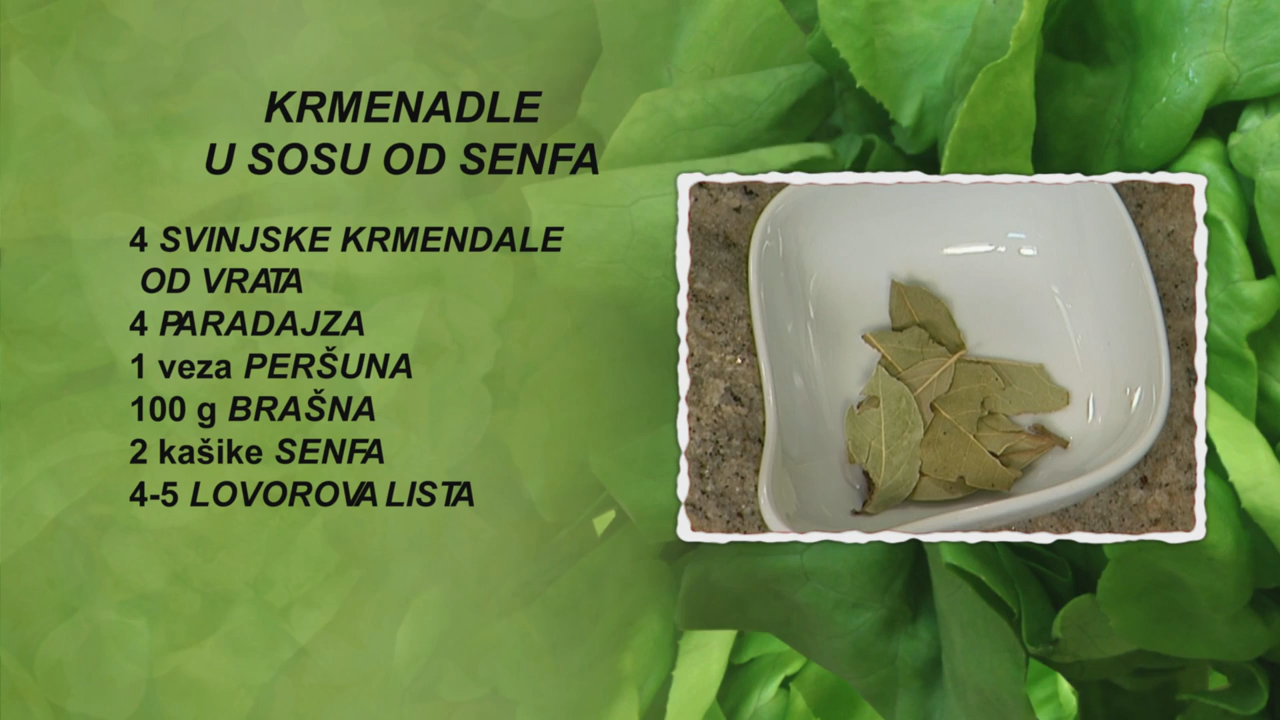 KRMENADLE
U SOSU OD SENFA
4 SVINJSKE KRMENDALE
OD VRATA
4 PARADAJZA
1 veza PERŠUNA
100 g BRAŠNA
2 kašike SENFA
4-5 LOVOROVA LISTA